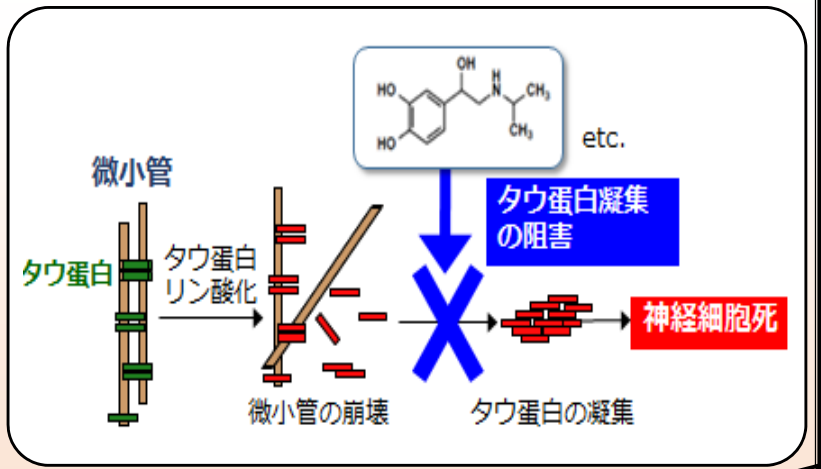 OH
H
HO
N
CH3
HO
CH3
etc.
微小管
タウ蛋白凝集
の阻害
タウ蛋白
タウ蛋白
リン酸化
神経細胞死
微小管の崩壊
タウ蛋白の凝集